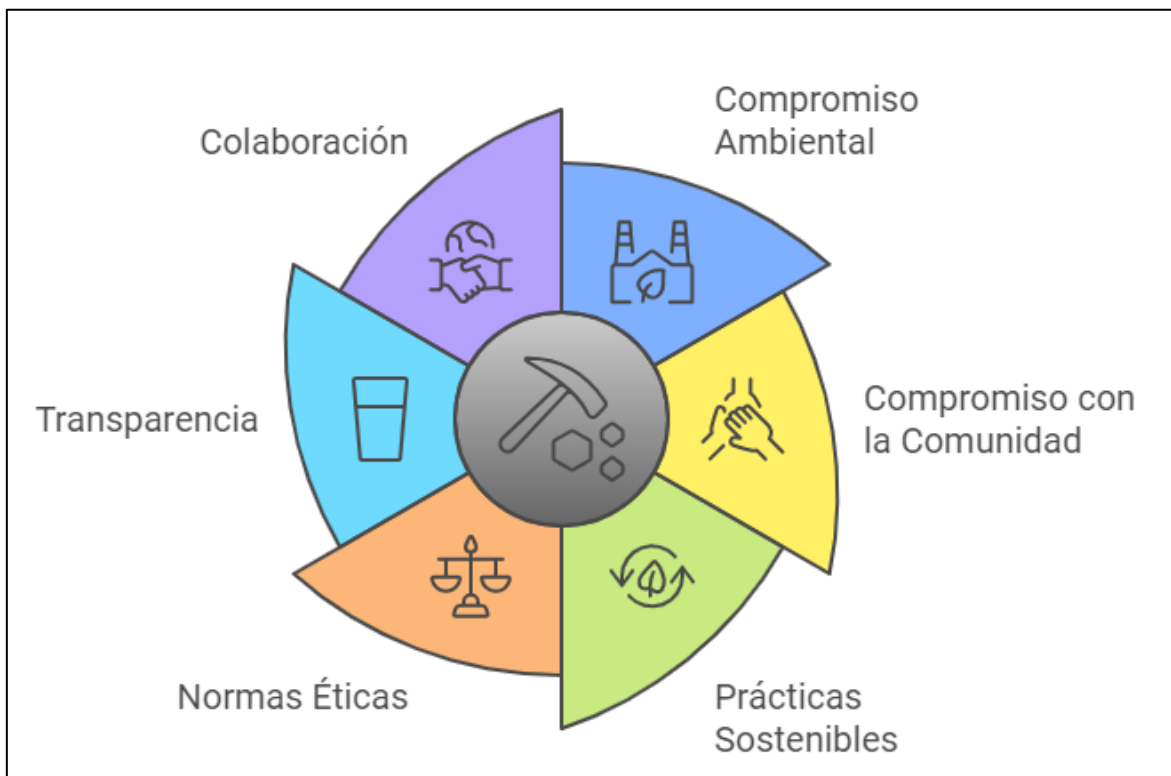 Colaboración
Compromiso
Ambiental
Transparencia
Compromiso con
la Comunidad
Normas Éticas
Prácticas
Sostenibles